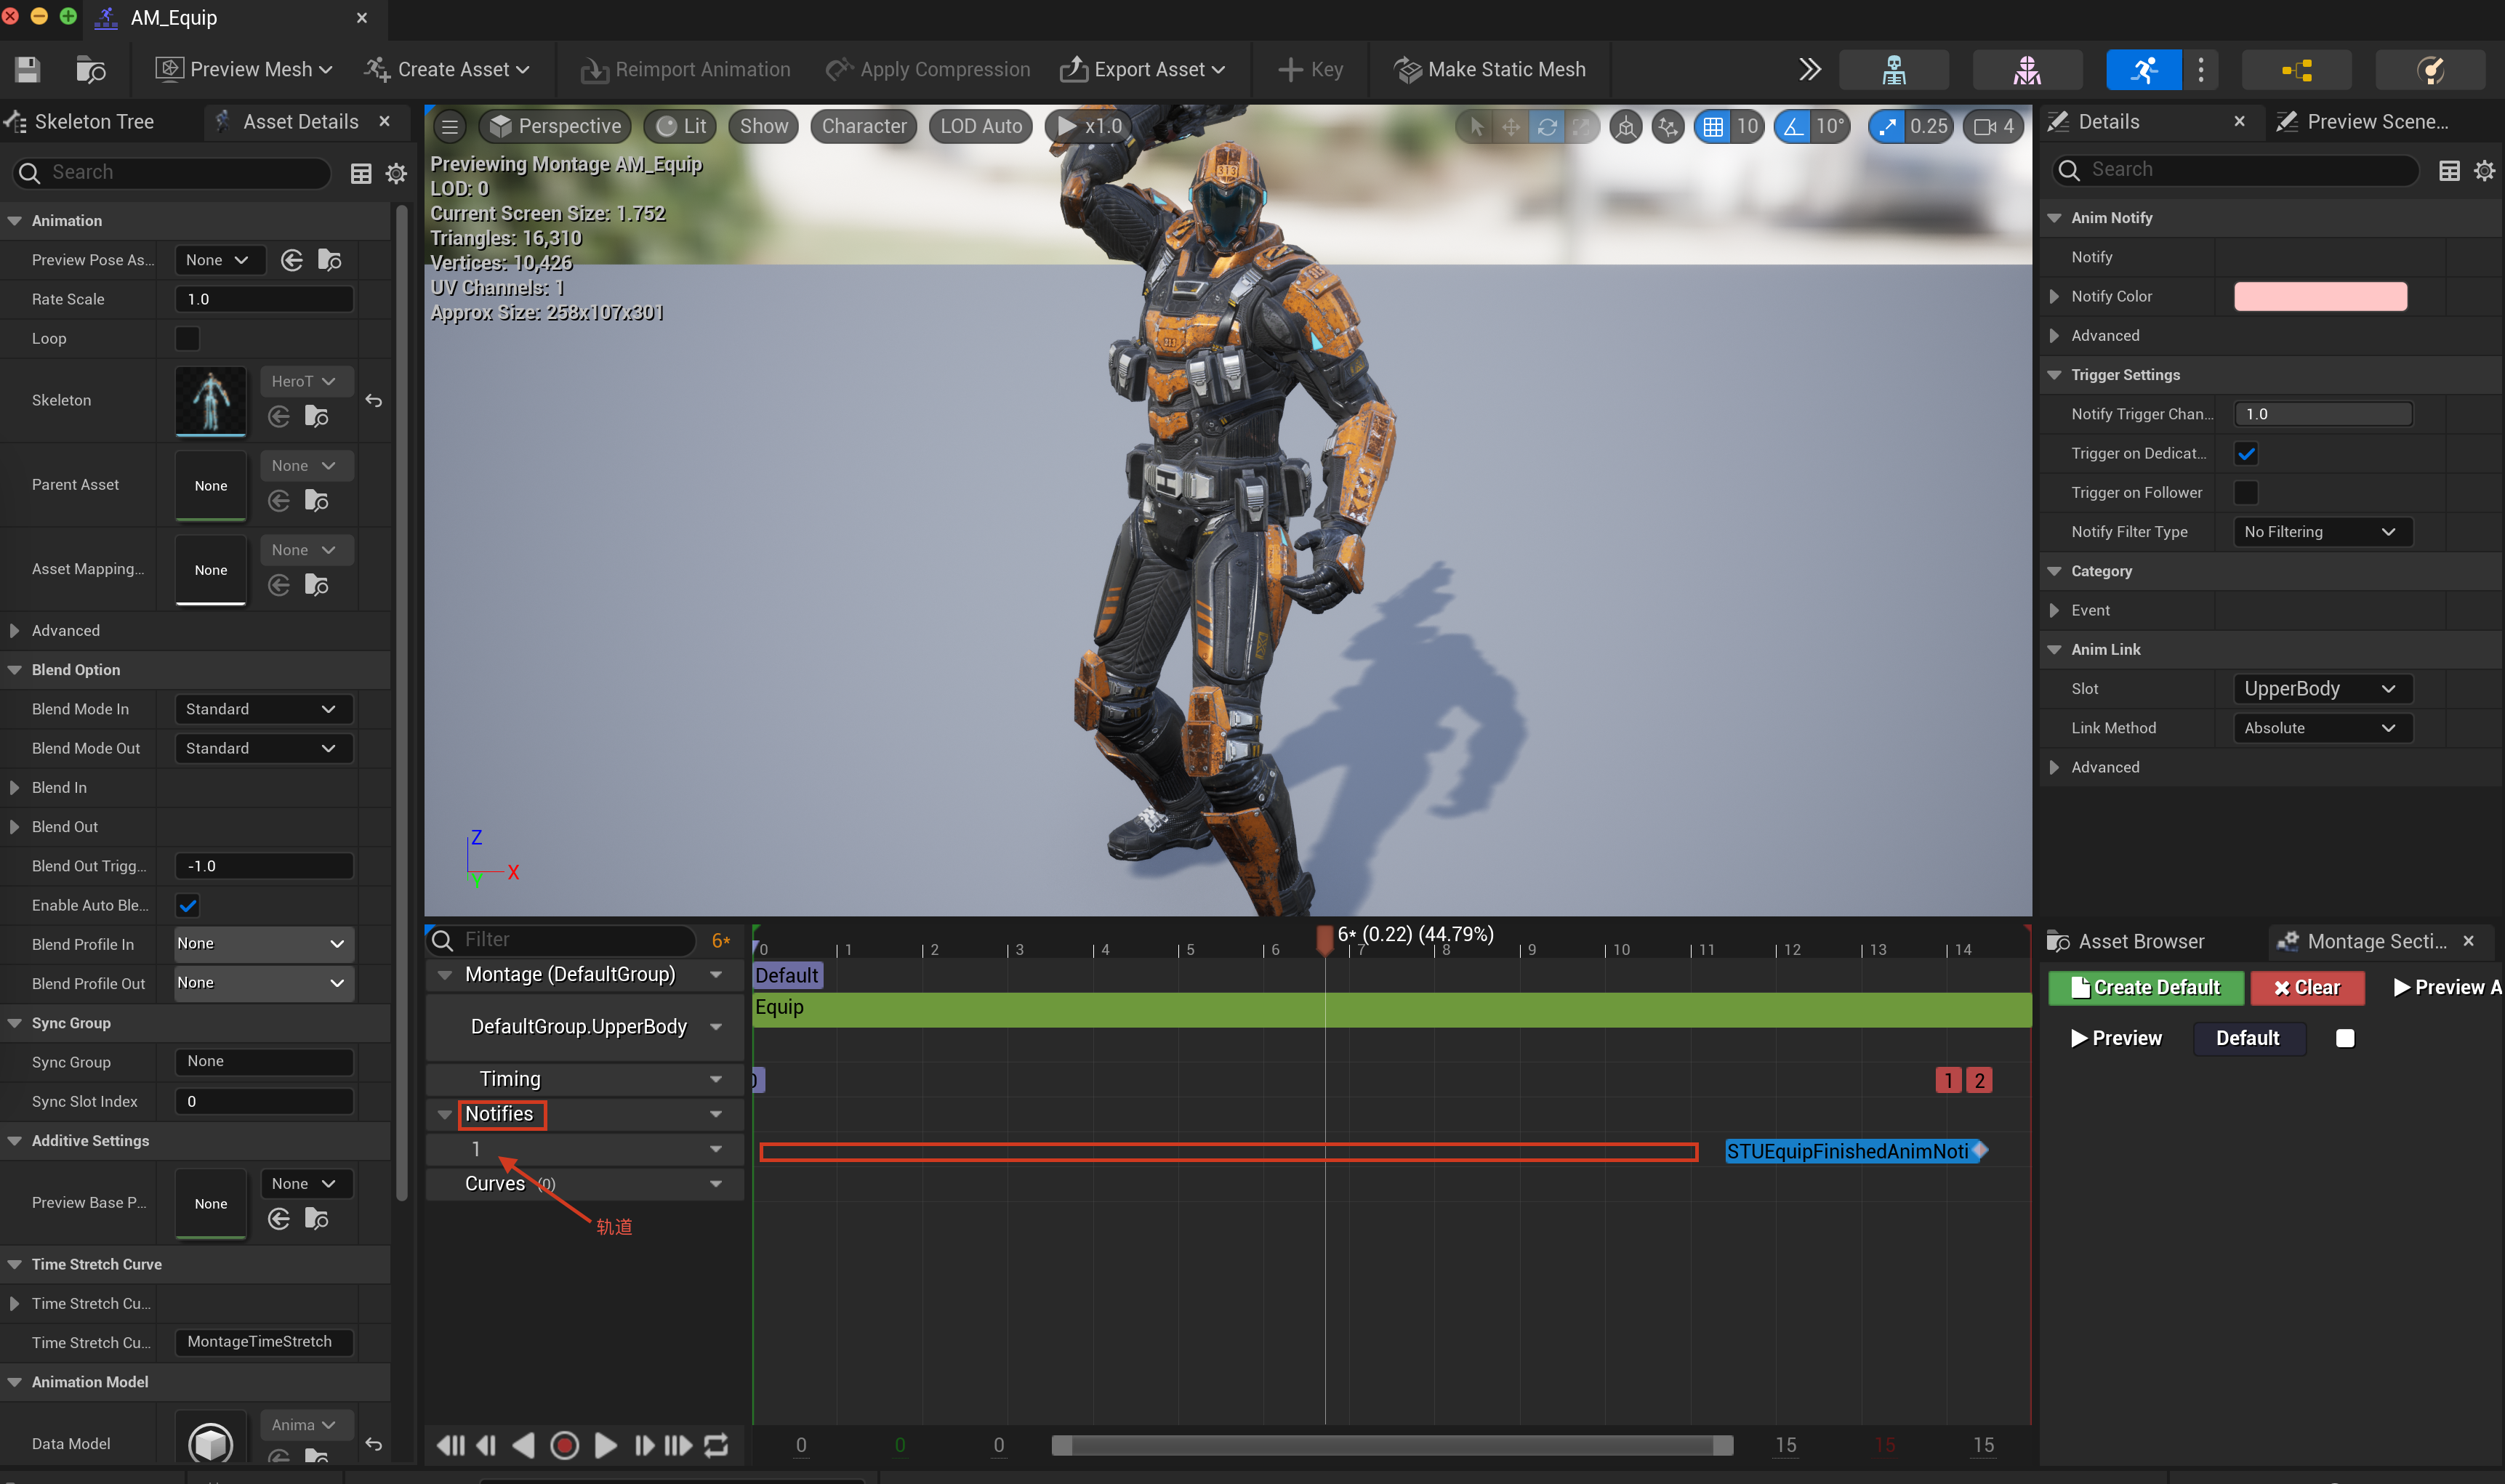 AM_Equip
Preview Mesh
Create Asset
Reimport Animation
Apply Compression
Export Asset
Key
Make Static Mesh
Skeleton Tree
Asset Details
Search
Animation
Preview Pose As...
None
Rate Scale
1.0
Loop
Skeleton
HeroT
Parent Asset
None
None
Asset Mapping...
None
None
Advanced
Blend Option
Blend Mode In
Standard
Blend Mode Out
Standard
Blend In
Blend Out
Blend Out Trigg...
-1.0
Enable Auto Ble...
Blend Profile In
None
Blend Profile Out
None
Sync Group
Sync Group
None
Sync Slot Index
0
Additive Settings
Preview Base P...
None
None
Time Stretch Curve
Time Stretch Cu...
Time Stretch Cu...
MontageTimeStretch
Animation Model
Data Model
Anima
Perspective
Lit
Show
Character
LOD Auto
x1.0
10
10°
0.25
4
Previewing Montage AM_Equip
LOD: 0
Current Screen Size: 1.752
Triangles: 16,310
Vertices: 10,426
UV Channels: 1
Approx Size: 258x107x301
313
Z
X
Y
Filter
6*
6* (0.22) (44.79%)
0 1 2 3 4 5 6 7 8 9 10 11 12 13 14
Montage (DefaultGroup)
Default
Equip
DefaultGroup.UpperBody
Timing
1 2
Notifies
1
STUEquipFinishedAnimNoti
Curves (0)
轨道
0 0 0 15 15 15
Details
Preview Scene...
Search
Anim Notify
Notify
Notify Color
Advanced
Trigger Settings
Notify Trigger Chan...
1.0
Trigger on Dedicat...
Trigger on Follower
Notify Filter Type
No Filtering
Category
Event
Anim Link
Slot
UpperBody
Link Method
Absolute
Advanced
Asset Browser
Montage Secti...
Create Default
Clear
Preview A
Preview
Default